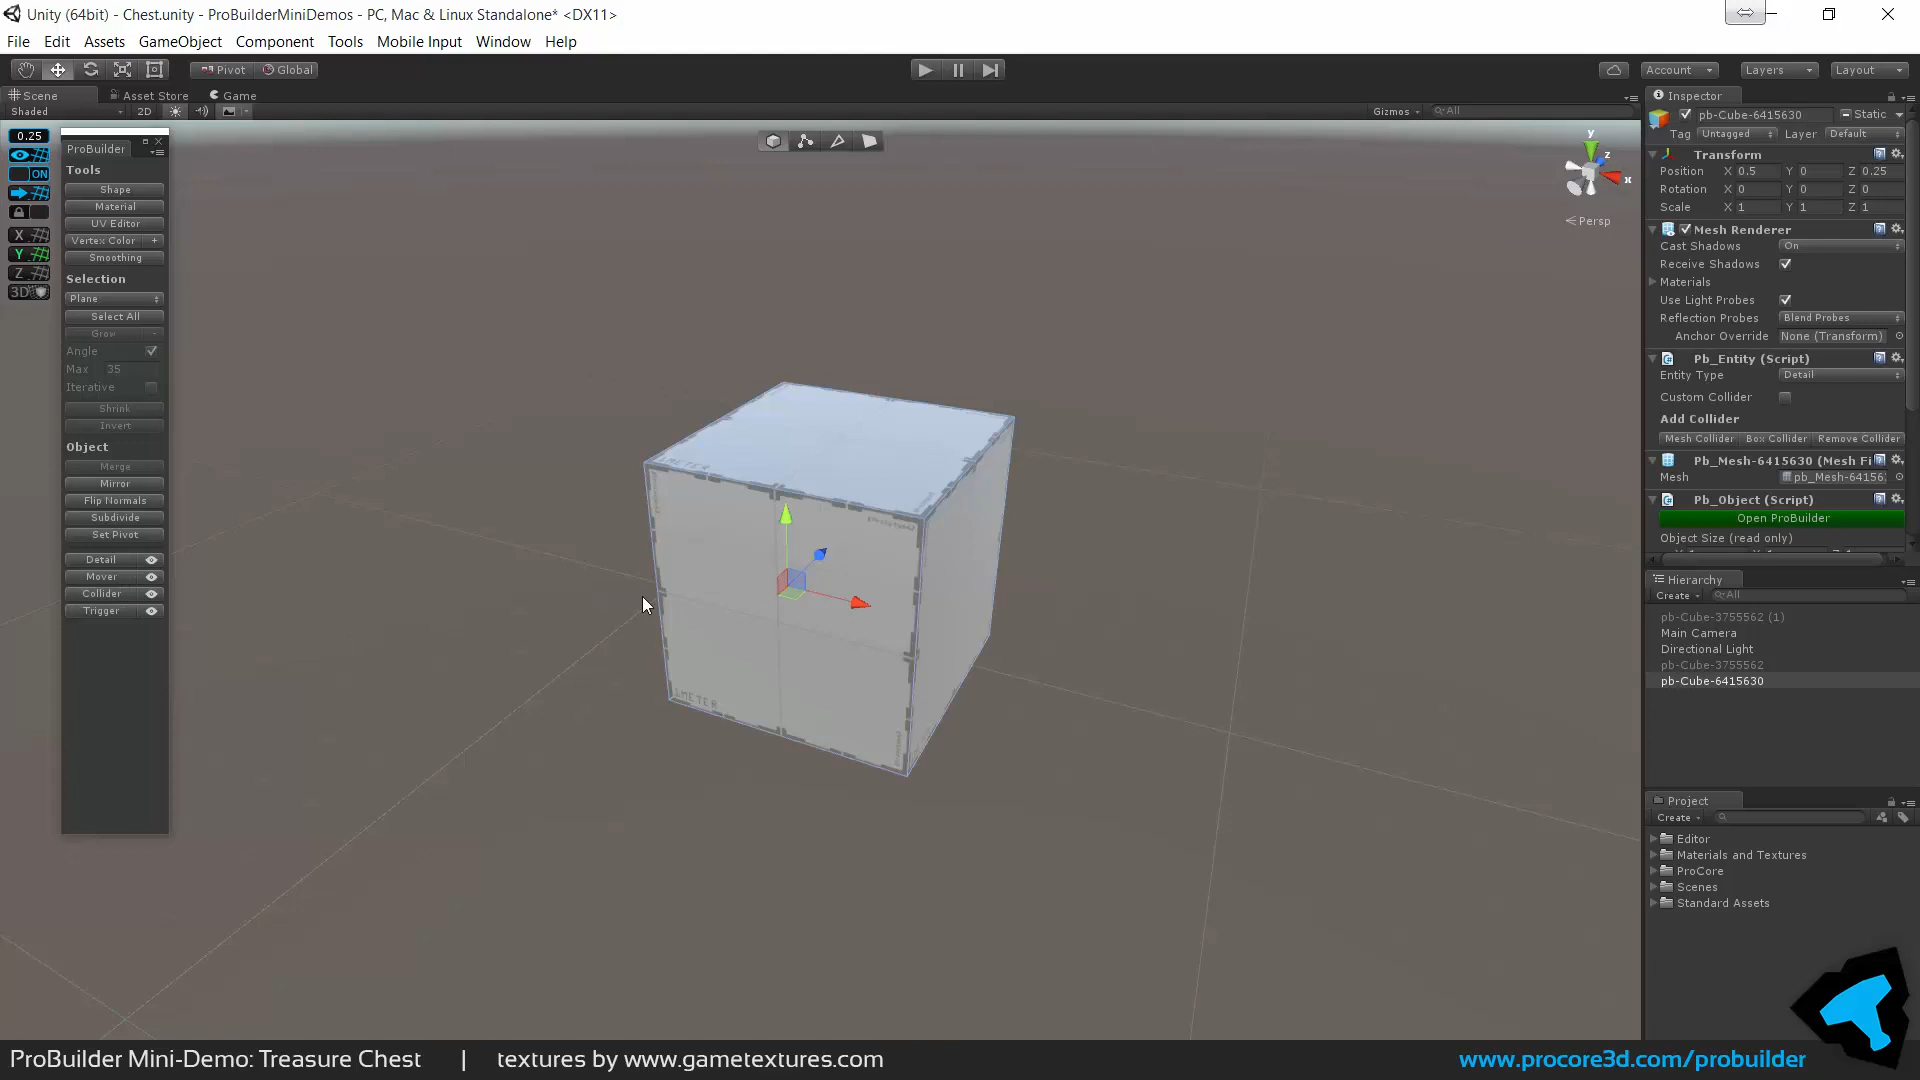 Unity (64bit) - Chest.unity - ProBuilderMiniDemos - PC, Mac & Linux Standalone* <DX11>
File Edit Assets GameObject Component Tools Mobile Input Window Help
Pivot Global
Account Layers Layout
Scene Asset Store Game
Shaded 2D Gizmos All
0.25
ON
X
Y
Z
3D
ProBuilder
Tools
Shape
Material
UV Editor
Vertex Color +
Smoothing
Selection
Plane
Select All
Grow -
Angle
Max 35
Iterative
Shrink
Invert
Object
Merge
Mirror
Flip Normals
Subdivide
Set Pivot
Detail
Mover
Collider
Trigger
y
z
x
Persp
METER
1METER
Inspector
pb-Cube-6415630 Static
Tag Untagged Layer Default
Transform
Position X 0.5 Y 0 Z 0.25
Rotation X 0 Y 0 Z 0
Scale X 1 Y 1 Z 1
Mesh Renderer
Cast Shadows On
Receive Shadows
Materials
Use Light Probes
Reflection Probes Blend Probes
Anchor Override None (Transform)
Pb_Entity (Script)
Entity Type Detail
Custom Collider
Add Collider
Mesh Collider Box Collider Remove Collider
Pb_Mesh-6415630 (Mesh Fi
Mesh pb_Mesh-64156
Pb_Object (Script)
Open ProBuilder
Object Size (read only)
Hierarchy
Create All
pb-Cube-3755562 (1)
Main Camera
Directional Light
pb-Cube-3755562
pb-Cube-6415630
Project
Create
Editor
Materials and Textures
ProCore
Scenes
Standard Assets
ProBuilder Mini-Demo: Treasure Chest | textures by www.gametextures.com www.procore3d.com/probuilder